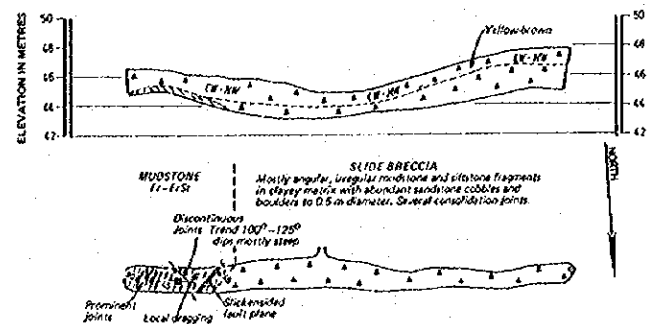 50
48
46
44
42
ELEVATION IN METRES
Yellow-brown
50
48
46
44
42
EW-HW
EW-HW
EW-HW
NORTH
MUDSTONE
SLIDE BRECCIA
Mostly angular, irregular mudstone and siltstone fragments
in clayey matrix with abundant sandstone cobbles and
boulders to 0.5 m diameter. Several consolidation joints.
Discontinuous
Joints Trend 100°-125°
dips mostly steep
Prominent
joints
Local dragging
Slickensided
fault plane